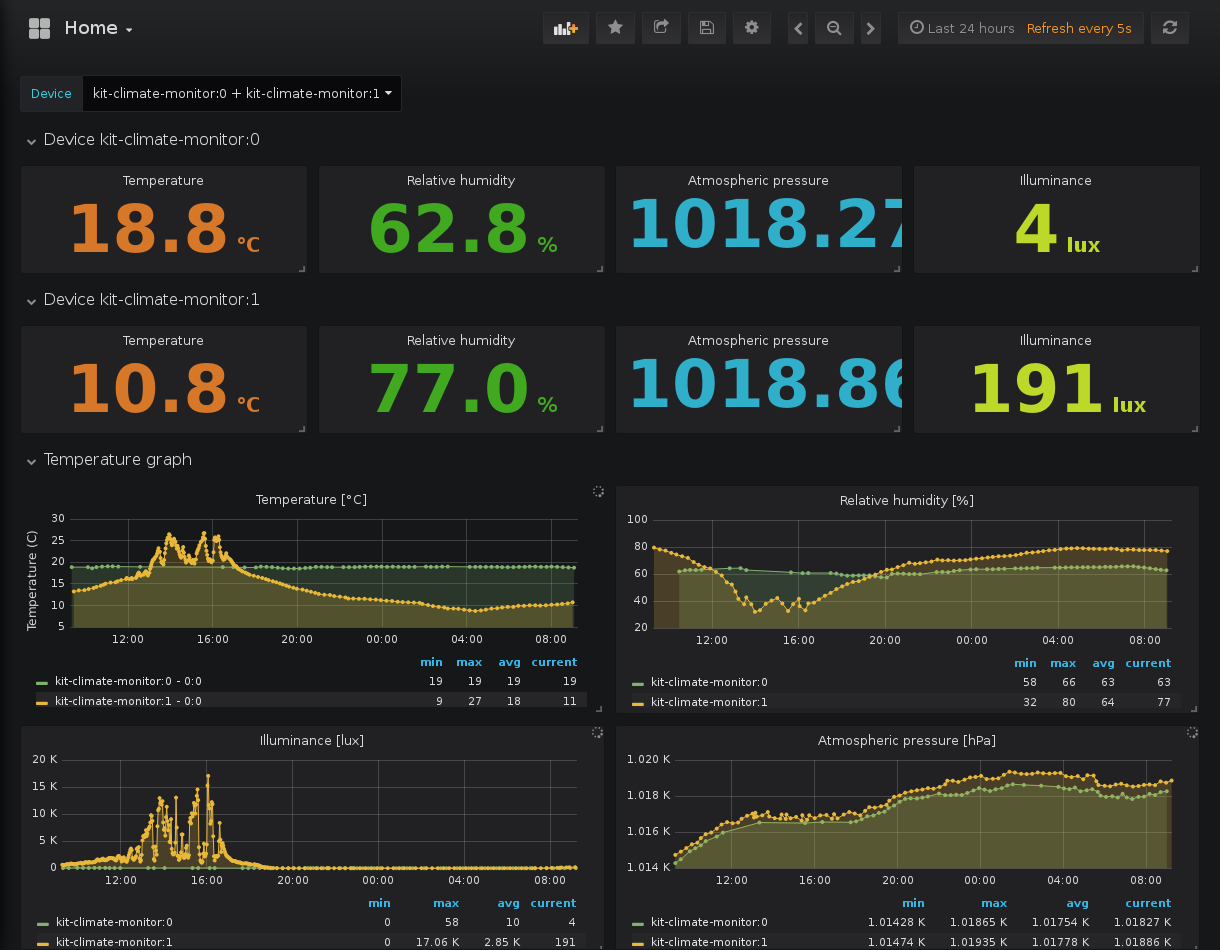 Home
Last 24 hours Refresh every 5s
Device kit-climate-monitor:0 + kit-climate-monitor:1
Device kit-climate-monitor:0
Temperature
18.8 °C
Relative humidity
62.8 %
Atmospheric pressure
1018.27
Illuminance
4 lux
Device kit-climate-monitor:1
Temperature
10.8 °C
Relative humidity
77.0 %
Atmospheric pressure
1018.86
Illuminance
191 lux
Temperature graph
Temperature [°C]
Temperature (C)
30
25
20
15
10
5
12:00 16:00 20:00 00:00 04:00 08:00
min max avg current
kit-climate-monitor:0 - 0:0 19 19 19 19
kit-climate-monitor:1 - 0:0 9 27 18 11
Relative humidity [%]
100
80
60
40
20
12:00 16:00 20:00 00:00 04:00 08:00
min max avg current
kit-climate-monitor:0 58 66 63 63
kit-climate-monitor:1 32 80 64 77
Illuminance [lux]
20 K
15 K
10 K
5 K
0
12:00 16:00 20:00 00:00 04:00 08:00
min max avg current
kit-climate-monitor:0 0 58 10 4
kit-climate-monitor:1 0 17.06 K 2.85 K 191
Atmospheric pressure [hPa]
1.020 K
1.018 K
1.016 K
1.014 K
12:00 16:00 20:00 00:00 04:00 08:00
min max avg current
kit-climate-monitor:0 1.01428 K 1.01865 K 1.01754 K 1.01827 K
kit-climate-monitor:1 1.01474 K 1.01935 K 1.01778 K 1.01886 K